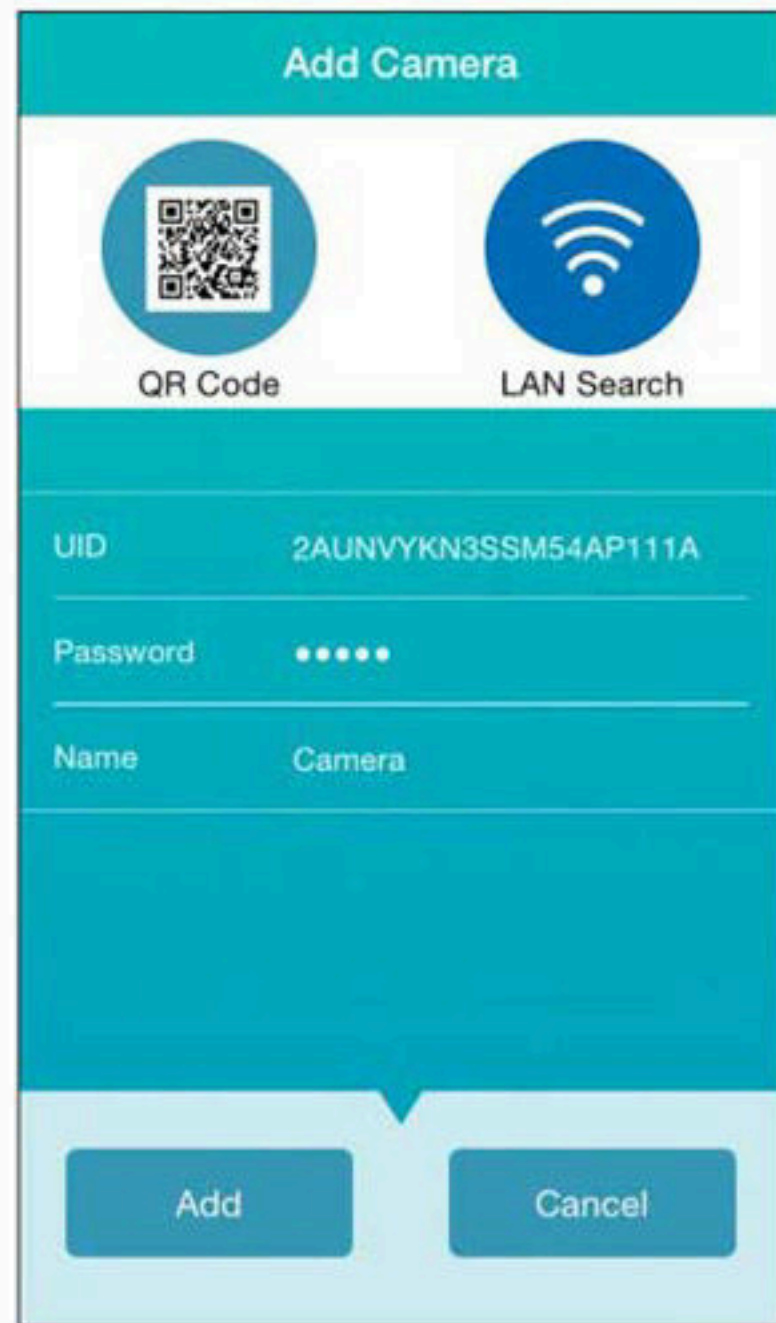 Add Camera
QR Code LAN Search
UID 2AUNVYKN3SSM54AP111A
Password •••••
Name Camera
Add Cancel